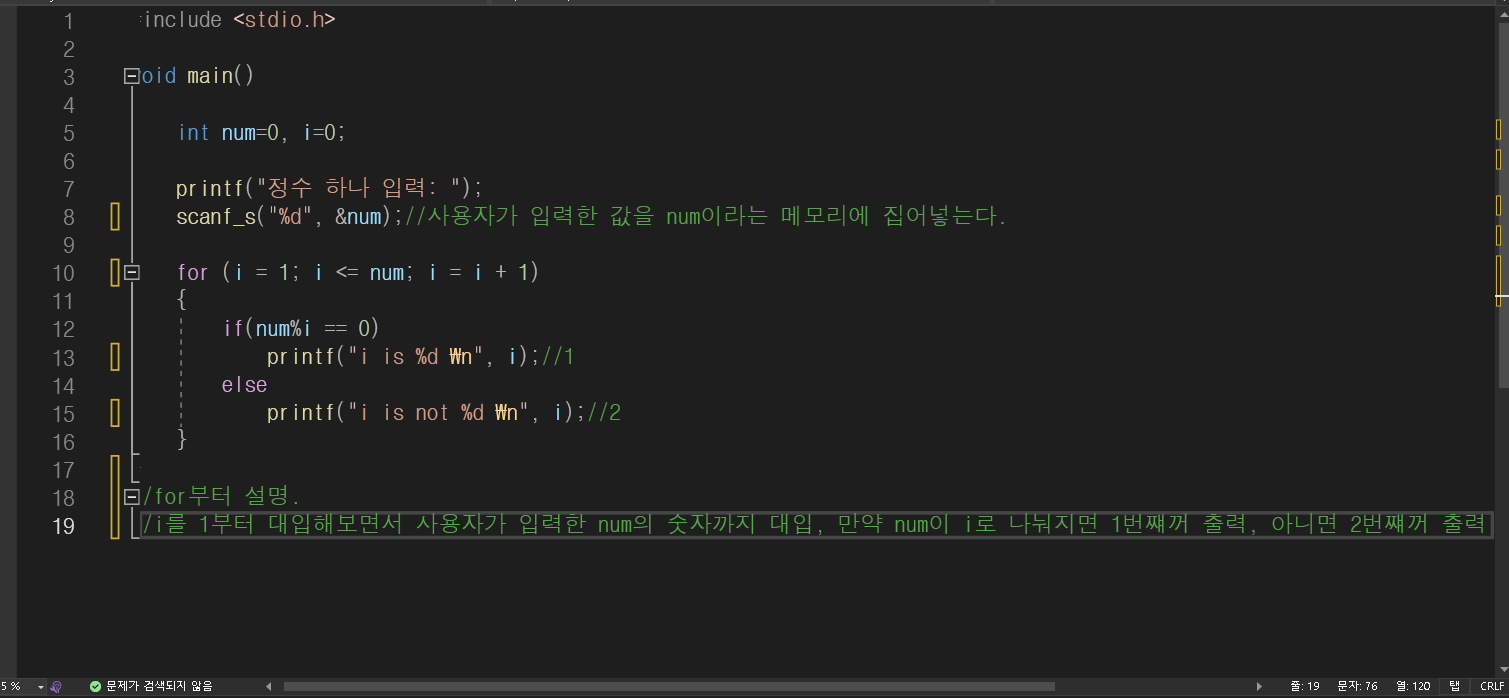 1 include <stdio.h>
2
3 oid main()
4
5 int num=0, i=0;
6
7 printf("정수 하나 입력: ");
8 scanf_s("%d", &num);//사용자가 입력한 값을 num이라는 메모리에 집어넣는다.
9
10 for (i = 1; i <= num; i = i + 1)
11 {
12 if(num%i == 0)
13 printf("i is %d ₩n", i);//1
14 else
15 printf("i is not %d ₩n", i);//2
16 }
17
18 /for부터 설명.
19 /i를 1부터 대입해보면서 사용자가 입력한 num의 숫자까지 대입, 만약 num이 i로 나눠지면 1번쨰꺼 출력, 아니면 2번쨰꺼 출력
5 % 문제가 검색되지 않음 줄: 19 문자: 76 열: 120 탭 CRLF